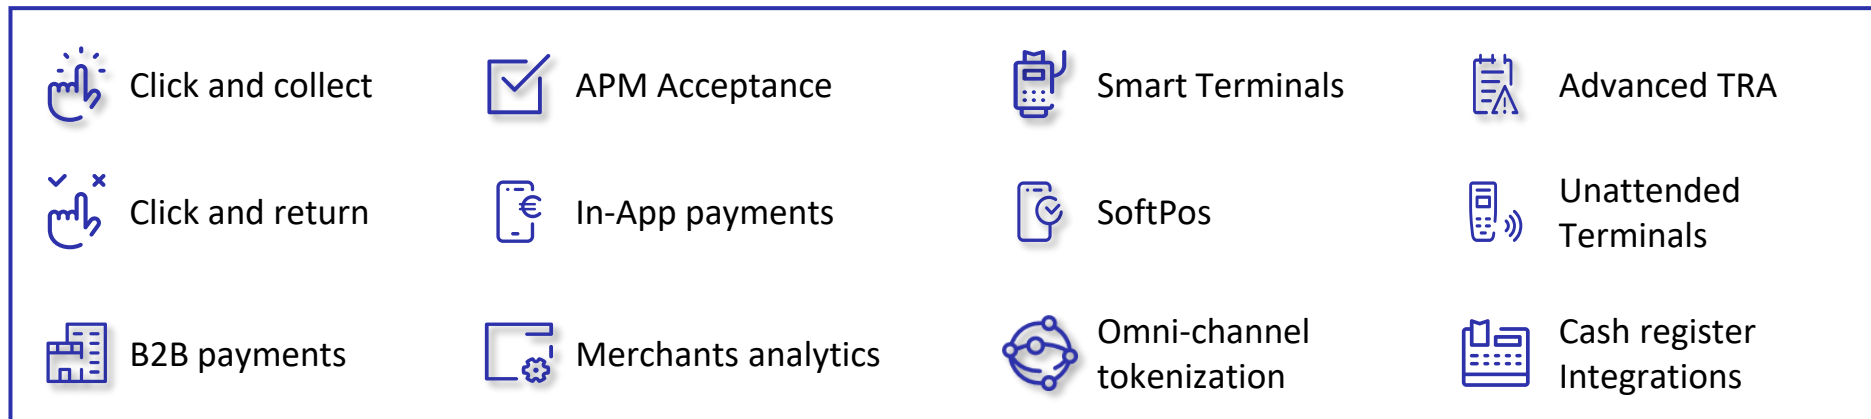 Click and collect
APM Acceptance
Smart Terminals
Advanced TRA
Click and return
In-App payments
SoftPos
Unattended
Terminals
B2B payments
Merchants analytics
Omni-channel
tokenization
Cash register
Integrations